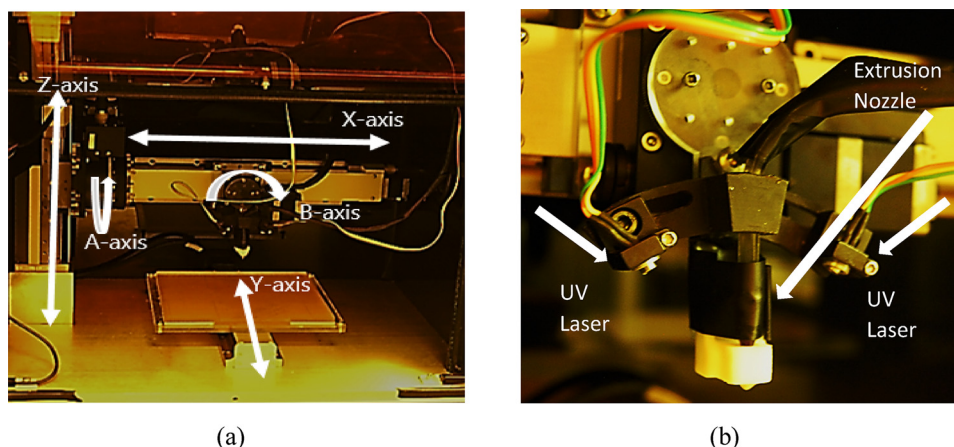 Z-axis
X-axis
A-axis
B-axis
Y-axis
Extrusion
Nozzle
UV
Laser
UV
Laser
(a)
(b)